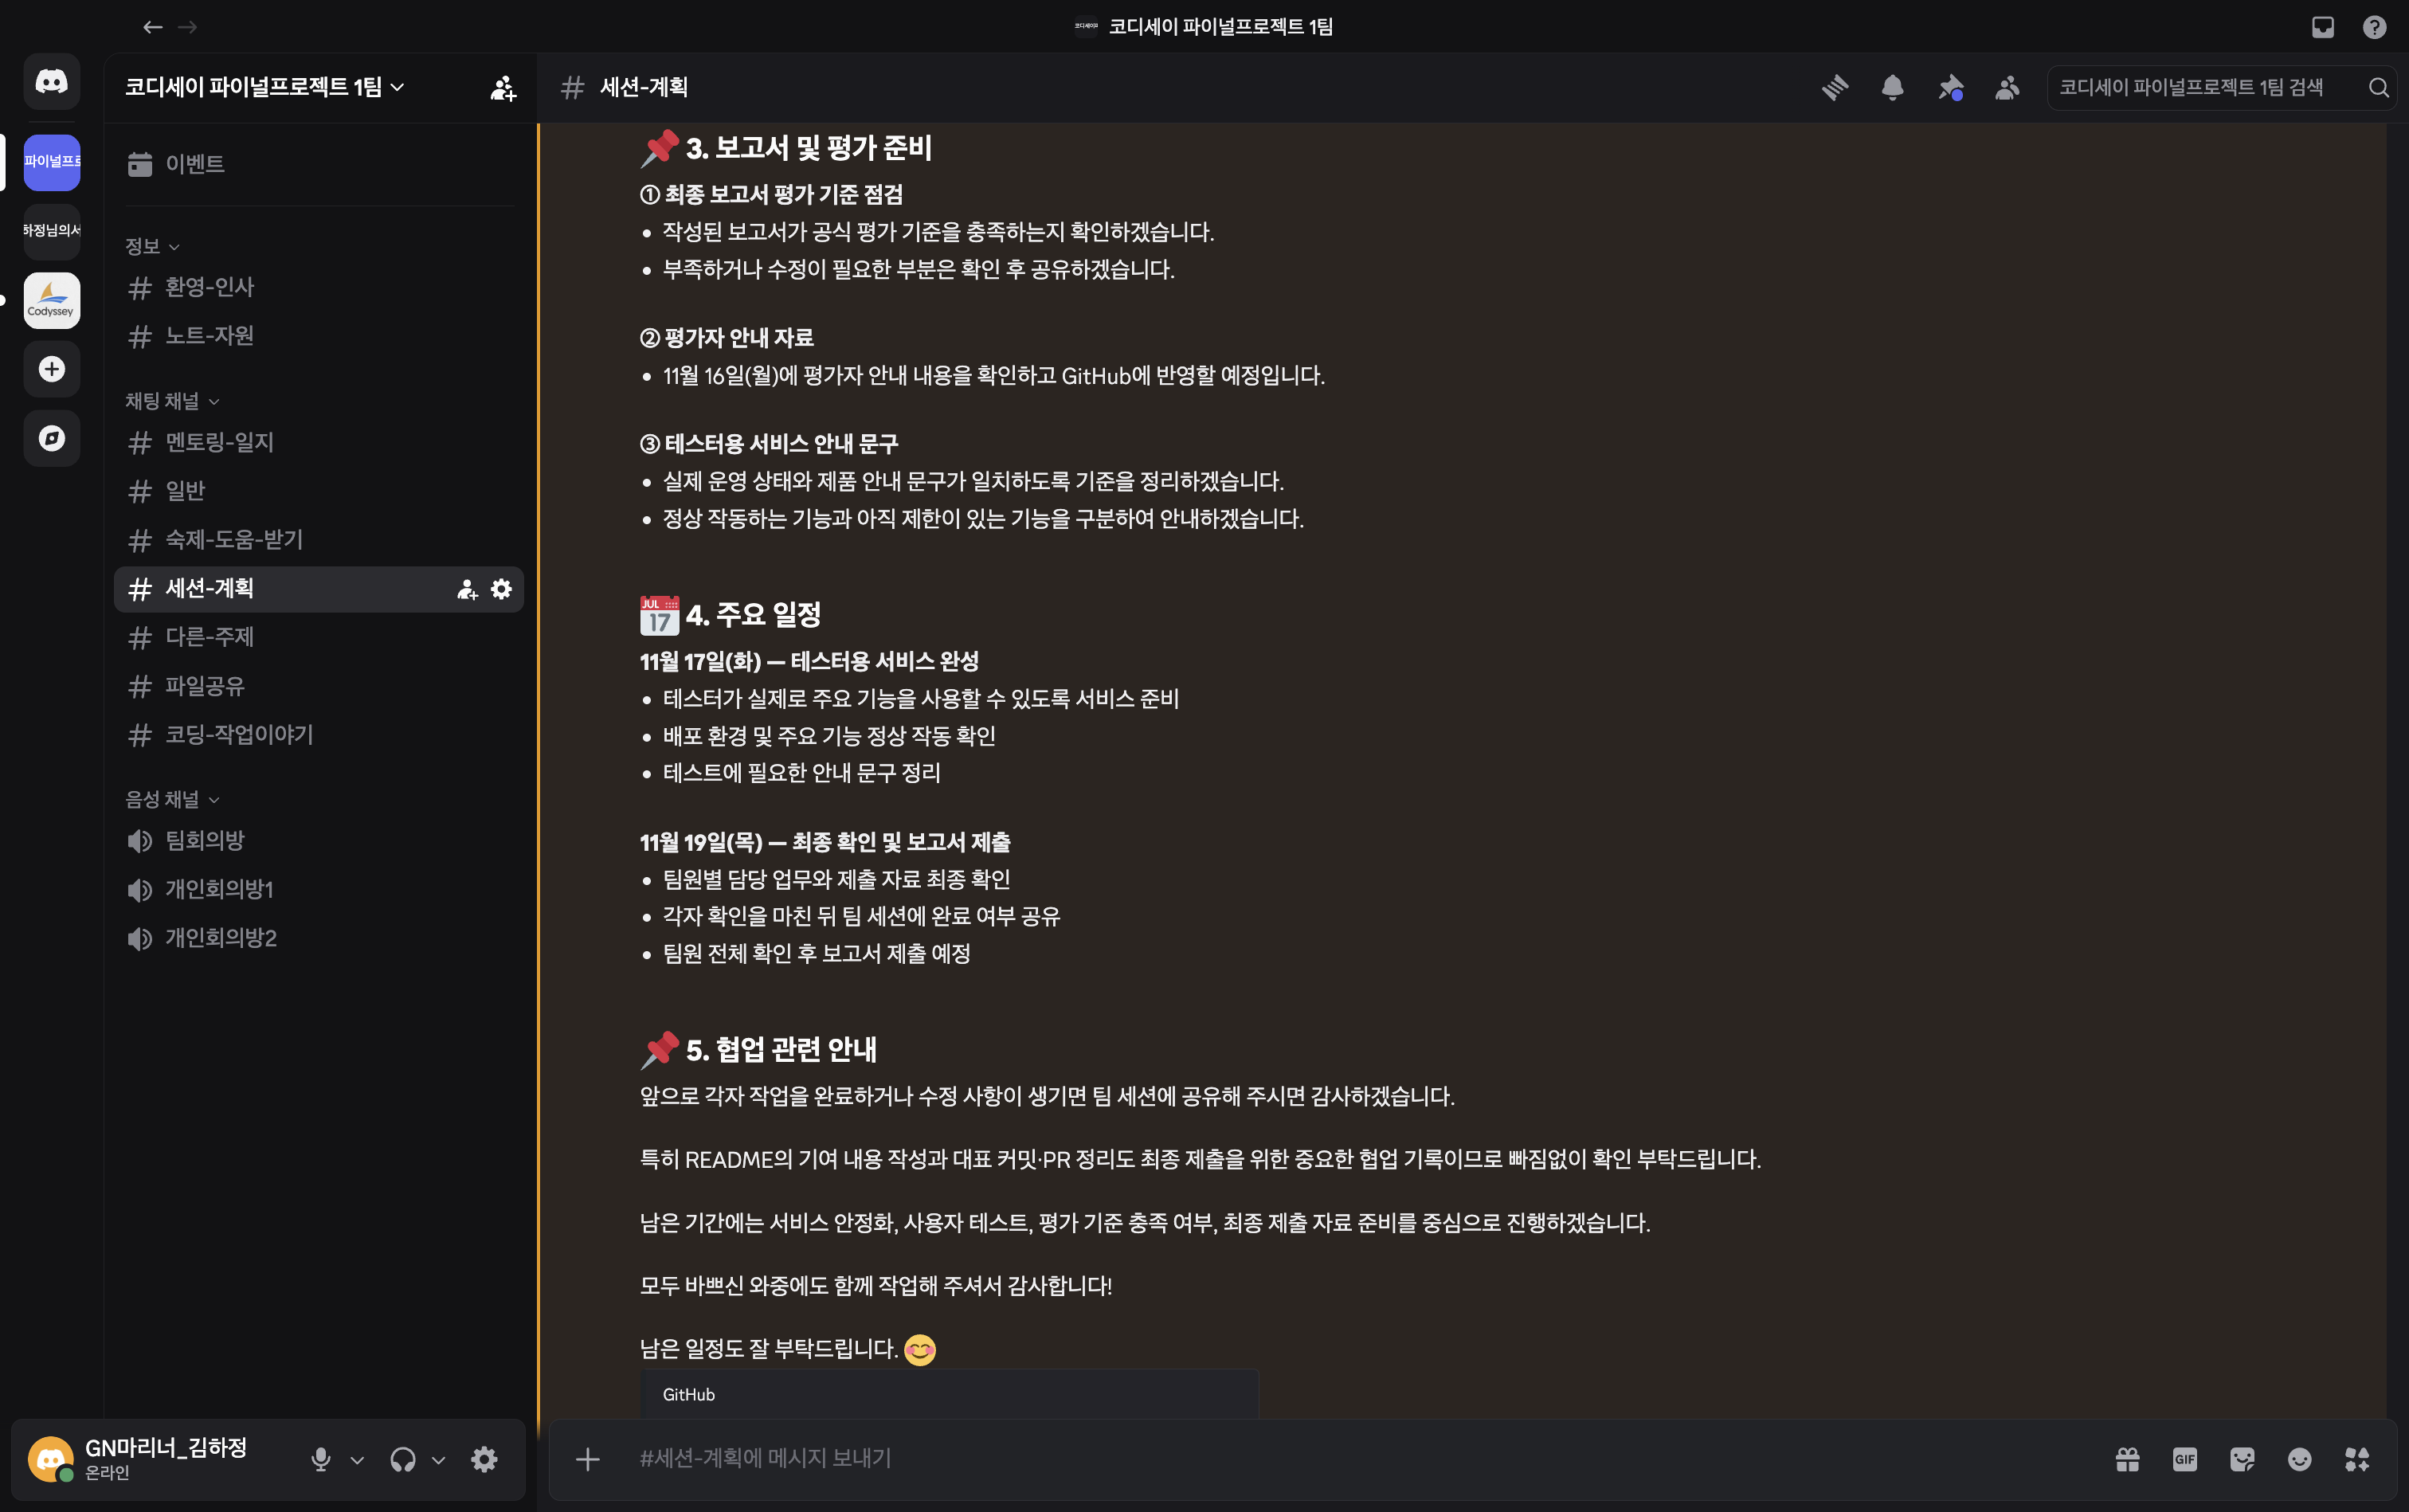 코디세이 파이널프로젝트 1팀
코디세이 파이널프로젝트 1팀
# 세션-계획
코디세이 파이널프로젝트 1팀 검색
파이널프로
하정님의서
Codyssey
이벤트
정보
# 환영-인사
# 노트-자원
채팅 채널
# 멘토링-일지
# 일반
# 숙제-도움-받기
# 세션-계획
# 다른-주제
# 파일공유
# 코딩-작업이야기
음성 채널
팀회의방
개인회의방1
개인회의방2
GN마리너_김하정
온라인
3. 보고서 및 평가 준비
① 최종 보고서 평가 기준 점검
• 작성된 보고서가 공식 평가 기준을 충족하는지 확인하겠습니다.
• 부족하거나 수정이 필요한 부분은 확인 후 공유하겠습니다.
② 평가자 안내 자료
• 11월 16일(월)에 평가자 안내 내용을 확인하고 GitHub에 반영할 예정입니다.
③ 테스터용 서비스 안내 문구
• 실제 운영 상태와 제품 안내 문구가 일치하도록 기준을 정리하겠습니다.
• 정상 작동하는 기능과 아직 제한이 있는 기능을 구분하여 안내하겠습니다.
JUL
17
4. 주요 일정
11월 17일(화) — 테스터용 서비스 완성
• 테스터가 실제로 주요 기능을 사용할 수 있도록 서비스 준비
• 배포 환경 및 주요 기능 정상 작동 확인
• 테스트에 필요한 안내 문구 정리
11월 19일(목) — 최종 확인 및 보고서 제출
• 팀원별 담당 업무와 제출 자료 최종 확인
• 각자 확인을 마친 뒤 팀 세션에 완료 여부 공유
• 팀원 전체 확인 후 보고서 제출 예정
5. 협업 관련 안내
앞으로 각자 작업을 완료하거나 수정 사항이 생기면 팀 세션에 공유해 주시면 감사하겠습니다.
특히 README의 기여 내용 작성과 대표 커밋·PR 정리도 최종 제출을 위한 중요한 협업 기록이므로 빠짐없이 확인 부탁드립니다.
남은 기간에는 서비스 안정화, 사용자 테스트, 평가 기준 충족 여부, 최종 제출 자료 준비를 중심으로 진행하겠습니다.
모두 바쁘신 와중에도 함께 작업해 주셔서 감사합니다!
남은 일정도 잘 부탁드립니다.
GitHub
#세션-계획에 메시지 보내기
GIF